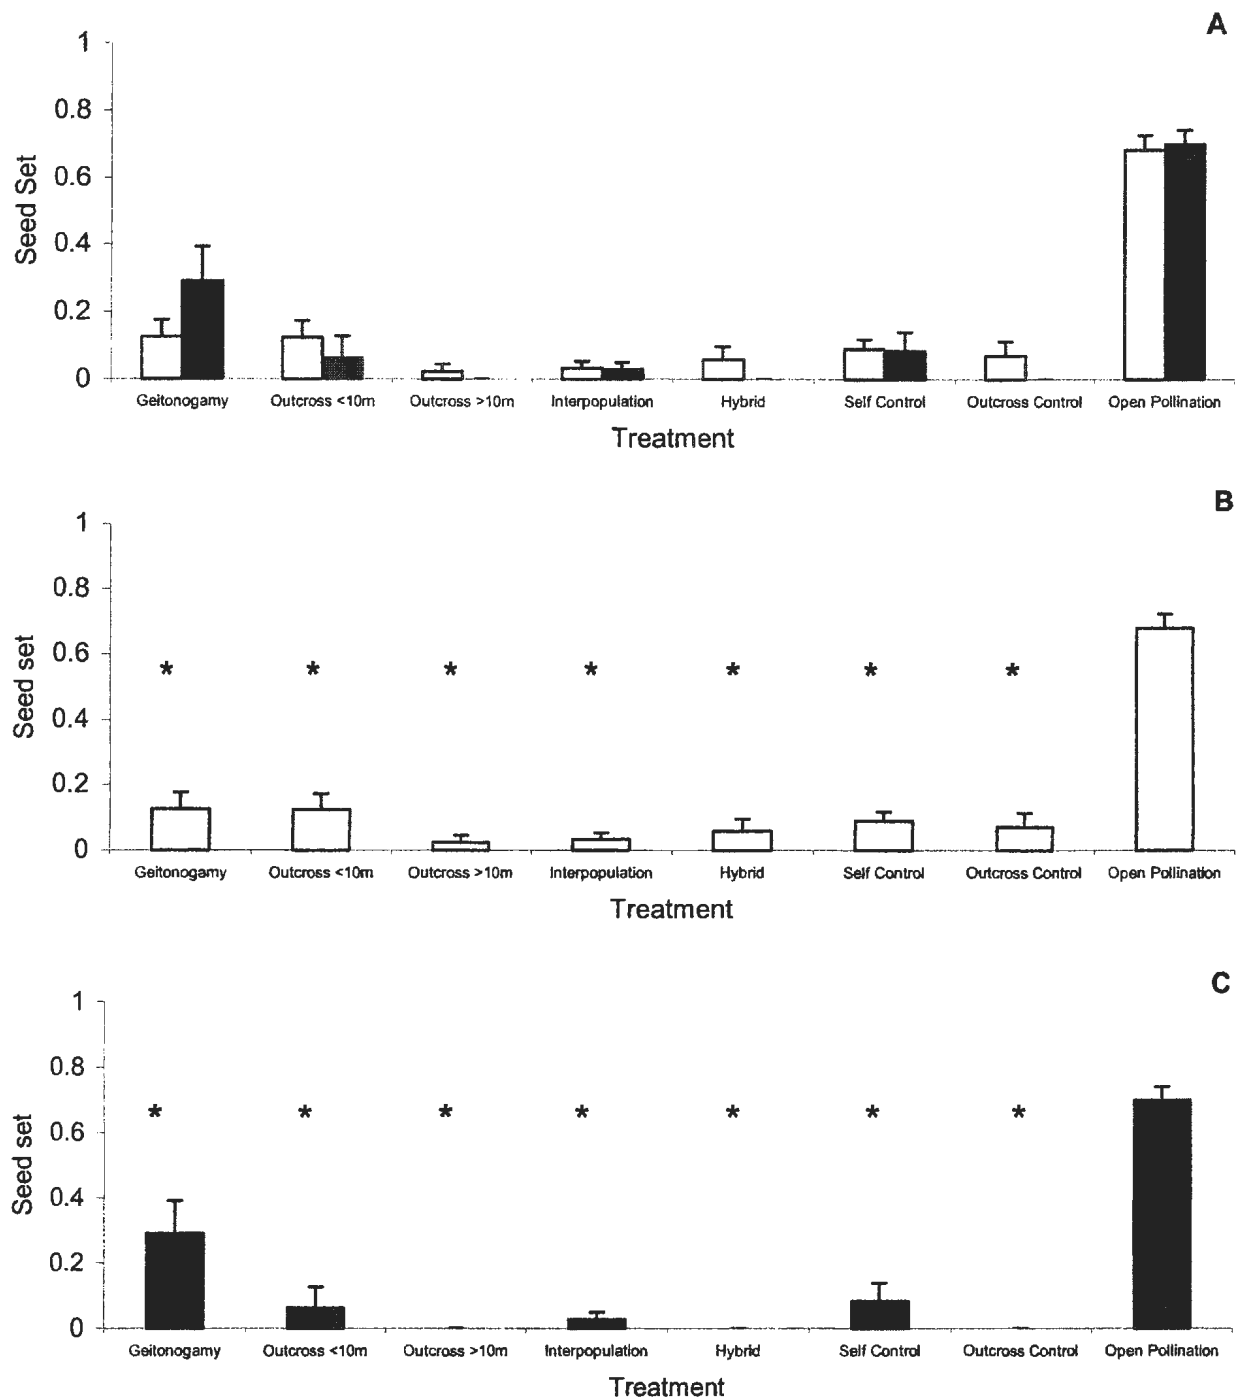 A
1
0.8
0.6
0.4
0.2
0
Seed Set
Geitonogamy Outcross <10m Outcross >10m Interpopulation Hybrid Self Control Outcross Control Open Pollination
Treatment
B
1
0.8
0.6
0.4
0.2
0
Seed set
* * * * * * *
Geitonogamy Outcross <10m Outcross >10m Interpopulation Hybrid Self Control Outcross Control Open Pollination
Treatment
C
1
0.8
0.6
0.4
0.2
0
Seed set
* * * * * * *
Geitonogamy Outcross <10m Outcross >10m Interpopulation Hybrid Self Control Outcross Control Open Pollination
Treatment